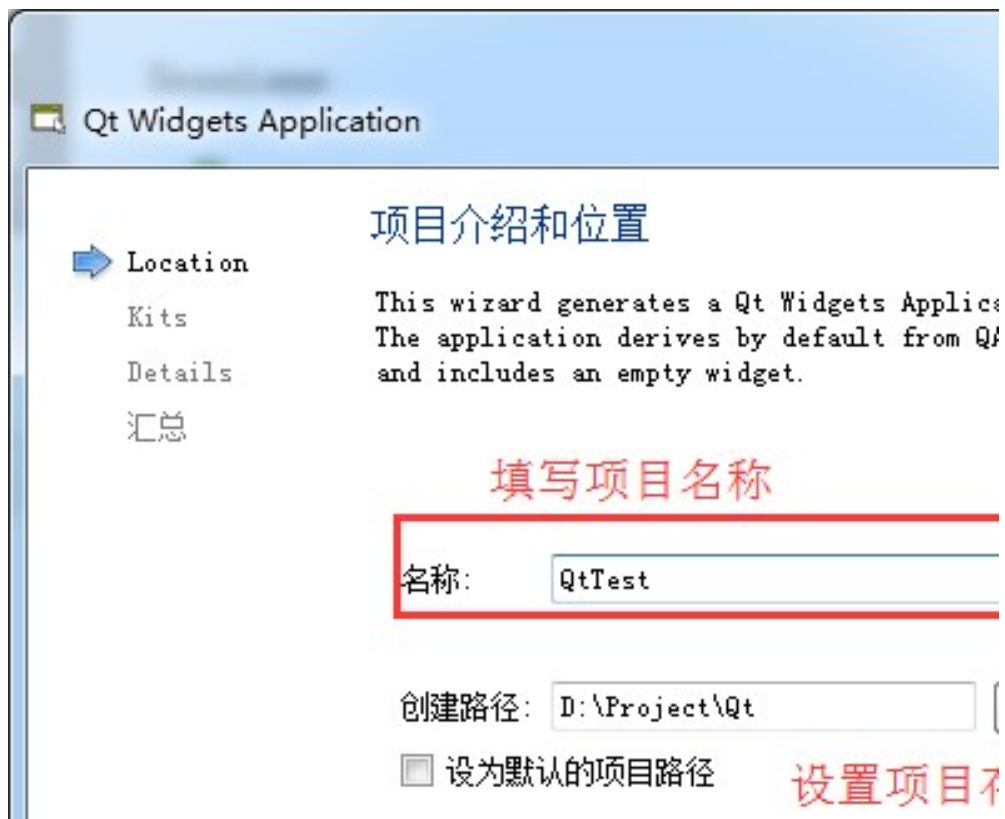 Qt Widgets Application
项目介绍和位置
Location
Kits
Details
汇总
This wizard generates a Qt Widgets Applic
The application derives by default from QA
and includes an empty widget.
填写项目名称
名称: QtTest
创建路径: D:\Project\Qt
设为默认的项目路径
设置项目